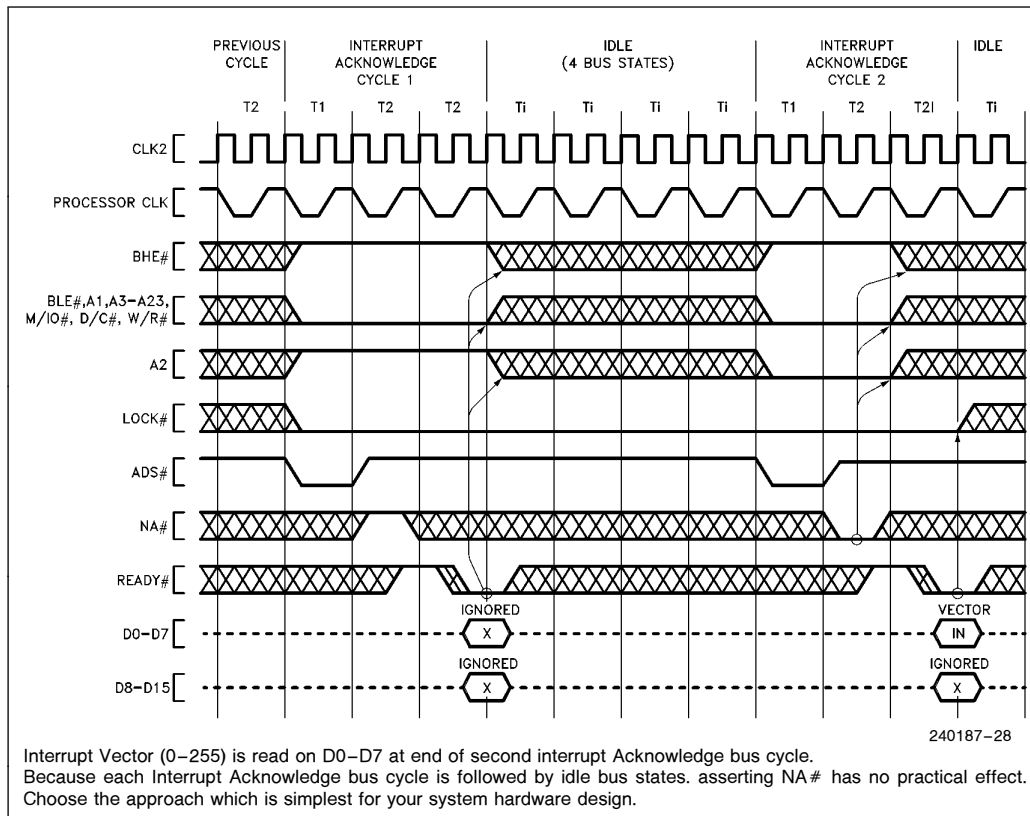 PREVIOUS CYCLE
INTERRUPT ACKNOWLEDGE CYCLE 1
IDLE (4 BUS STATES)
INTERRUPT ACKNOWLEDGE CYCLE 2
IDLE
T2 T1 T2 T2 Ti Ti Ti Ti T1 T2 T2I Ti
CLK2
PROCESSOR CLK
BHE#
BLE#,A1,A3–A23,
M/IO#, D/C#, W/R#
A2
LOCK#
ADS#
NA#
READY#
IGNORED VECTOR
D0–D7 X IN
IGNORED IGNORED
D8–D15 X X
240187–28
Interrupt Vector (0–255) is read on D0–D7 at end of second interrupt Acknowledge bus cycle.
Because each Interrupt Acknowledge bus cycle is followed by idle bus states. asserting NA# has no practical effect.
Choose the approach which is simplest for your system hardware design.